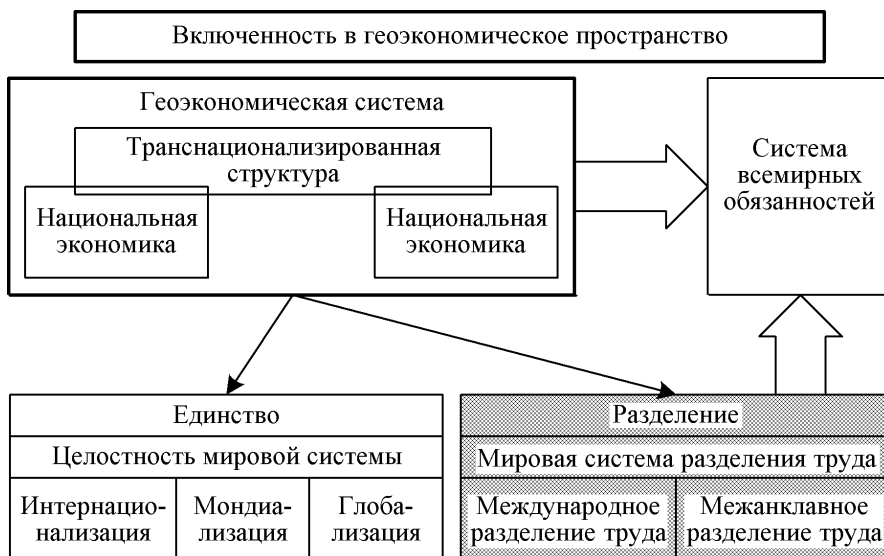 Включенность в геоэкономическое пространство
Геоэкономическая система
Транснационализированная
структура
Национальная
экономика
Национальная
экономика
Система
всемирных
обязанностей
Единство
Целостность мировой системы
Интернацио-
нализация
Мондиа-
лизация
Глоба-
лизация
Разделение
Мировая система разделения труда
Международное
разделение труда
Межанклавное
разделение труда